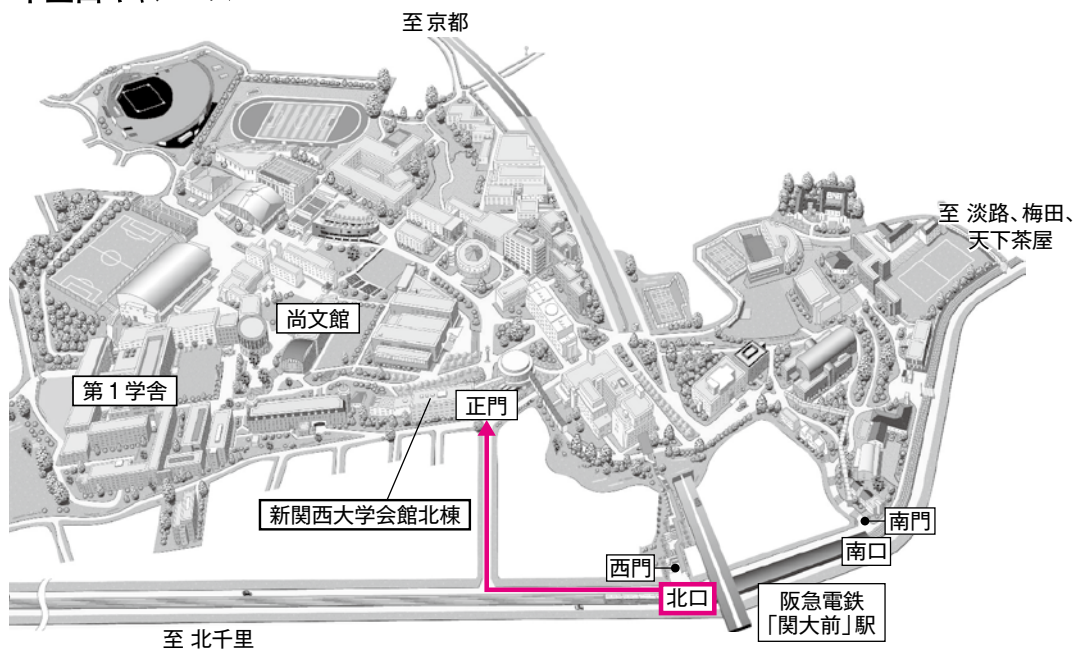 至 京都
至 淡路、梅田、
天下茶屋
尚文館
第1学舎
正門
新関西大学会館北棟
南門
南口
西門
北口
阪急電鉄
「関大前」駅
至 北千里